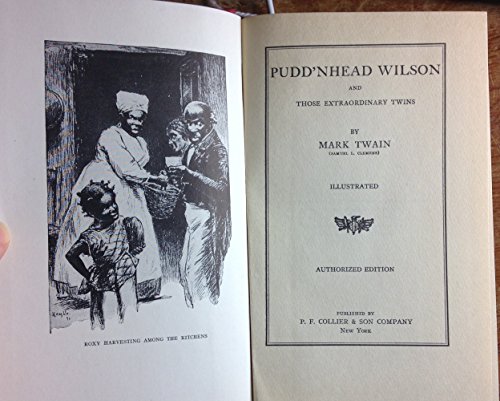 ROXY HARVESTING AMONG THE KITCHENS
PUDD'NHEAD WILSON
AND
THOSE EXTRAORDINARY TWINS
BY
MARK TWAIN
(SAMUEL L. CLEMENS)
ILLUSTRATED
AUTHORIZED EDITION
PUBLISHED BY
P. F. COLLIER & SON COMPANY
NEW YORK